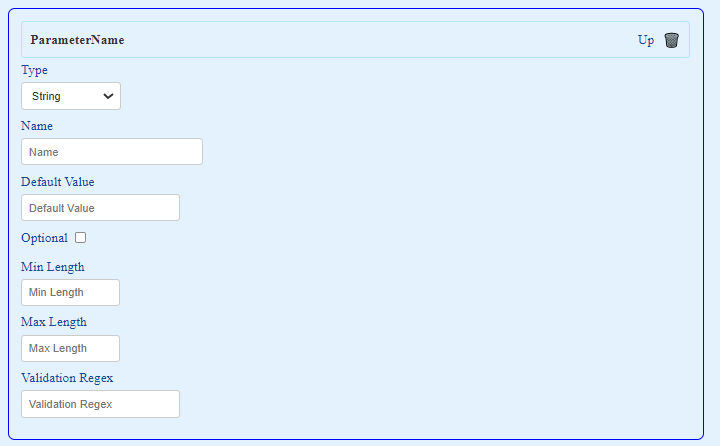 ParameterName Up
Type
String
Name
Name
Default Value
Default Value
Optional
Min Length
Min Length
Max Length
Max Length
Validation Regex
Validation Regex